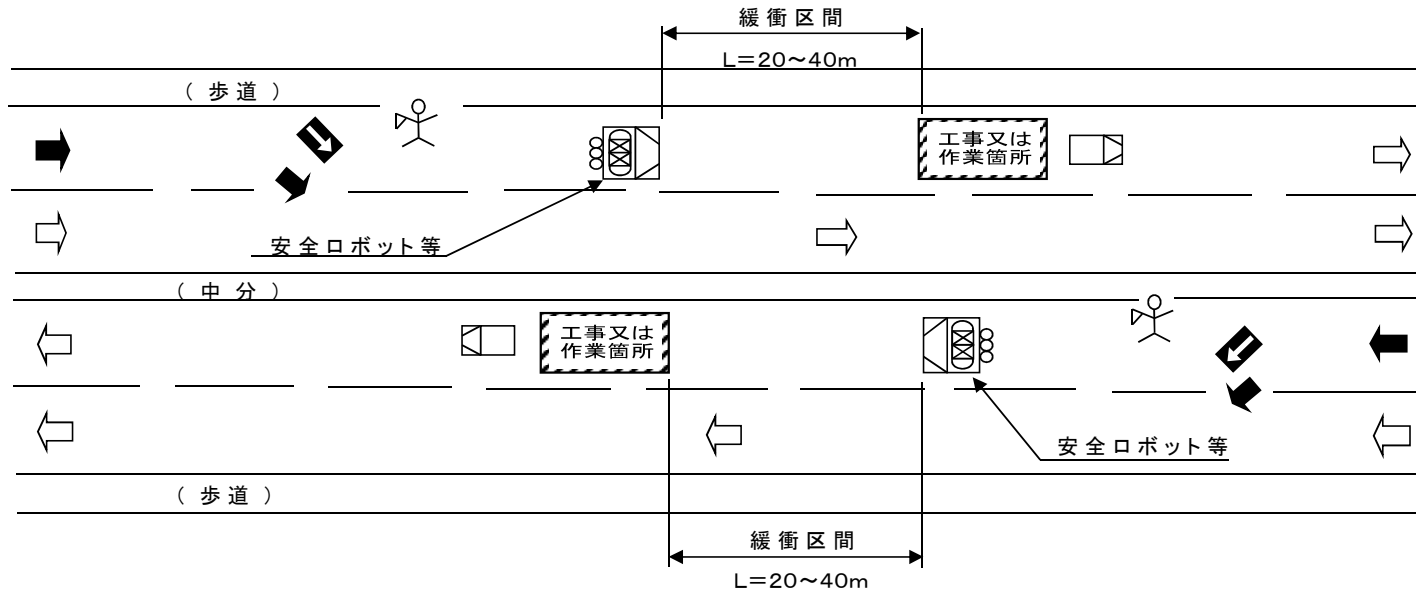 緩衝区間
L=20~40m
(歩道)
工事又は
作業箇所
安全ロボット等
(中分)
工事又は
作業箇所
安全ロボット等
(歩道)
緩衝区間
L=20~40m